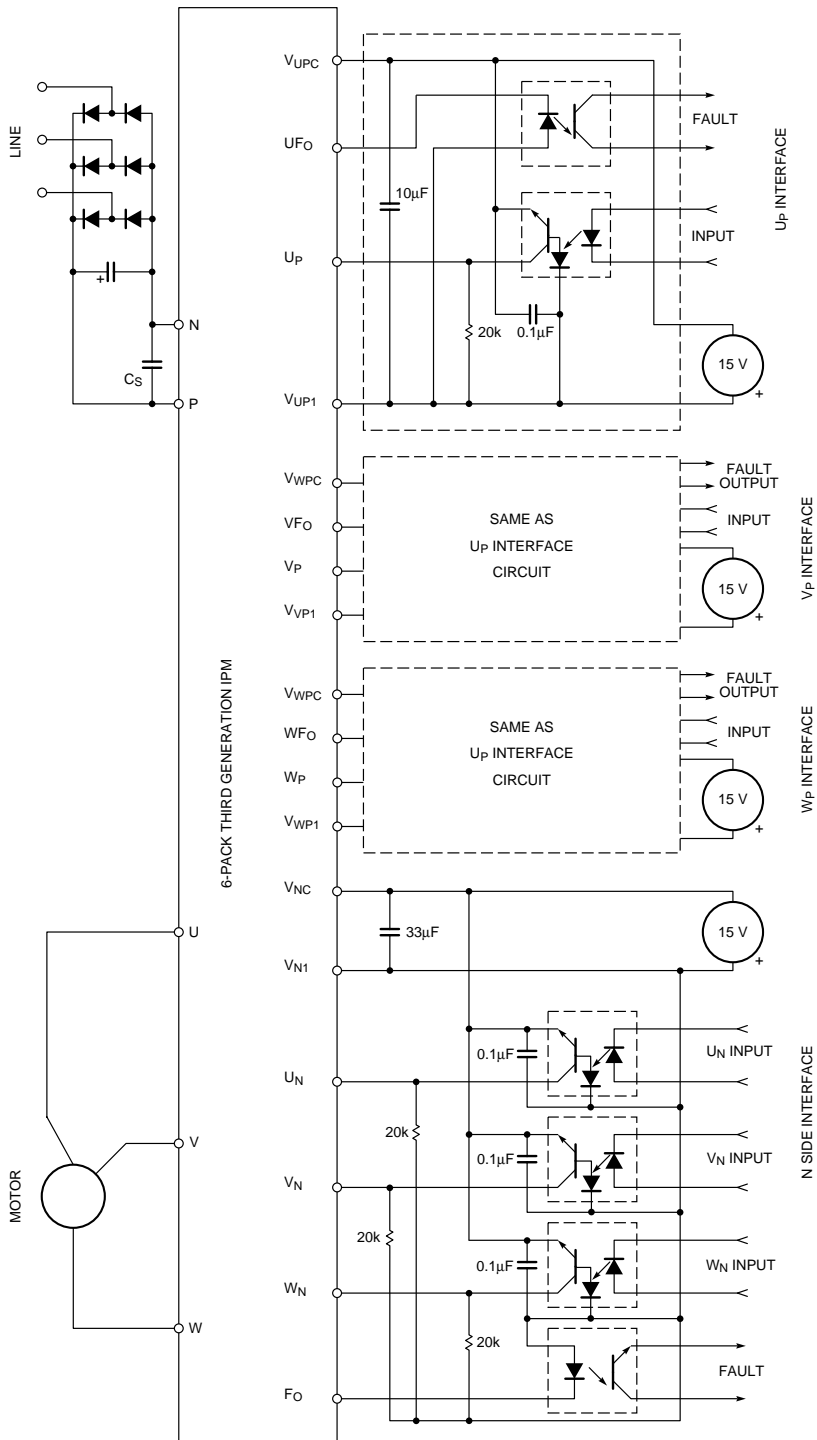 LINE
+
N
CS
P
6-PACK THIRD GENERATION IPM
U
V
MOTOR
W
VUPC
UFO
10µF
UP
20k
0.1µF
VUP1
FAULT
INPUT
15 V
+
UP INTERFACE
VWPC
VFO
VP
VVP1
SAME AS
UP INTERFACE
CIRCUIT
FAULT
OUTPUT
INPUT
15 V
+
VP INTERFACE
VWPC
WFO
WP
VWP1
SAME AS
UP INTERFACE
CIRCUIT
FAULT
OUTPUT
INPUT
15 V
+
WP INTERFACE
VNC
33µF
15 V
+
VN1
0.1µF
UN INPUT
UN
20k
0.1µF
VN INPUT
VN
20k
0.1µF
WN INPUT
WN
20k
FAULT
FO
N SIDE INTERFACE